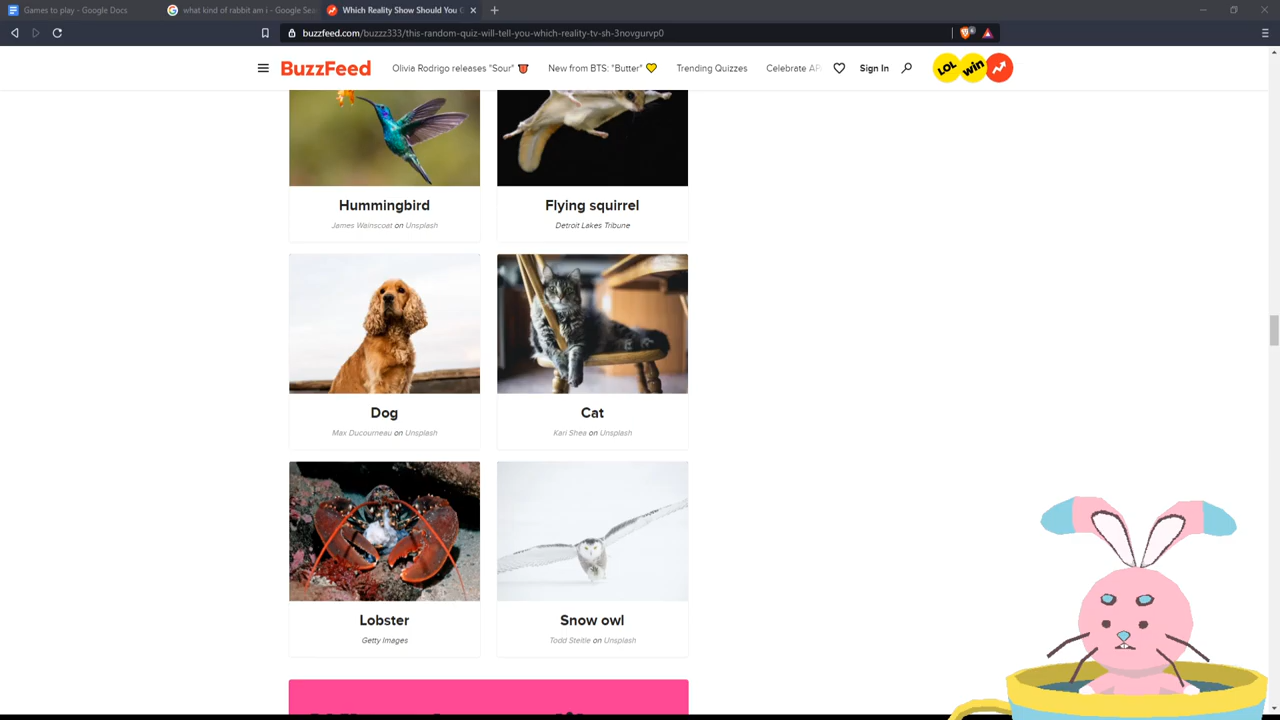 Games to play - Google Docs
what kind of rabbit am i - Google Sea
Which Reality Show Should You G
buzzfeed.com/buzzz333/this-random-quiz-will-tell-you-which-reality-tv-sh-3novgurvp0
BuzzFeed
Olivia Rodrigo releases "Sour"
New from BTS: "Butter"
Trending Quizzes
Celebrate AP
Sign In
LOL
win
Hummingbird
James Wainscoat on Unsplash
Flying squirrel
Detroit Lakes Tribune
Dog
Max Ducourneau on Unsplash
Cat
Kari Shea on Unsplash
Lobster
Getty Images
Snow owl
Todd Steitle on Unsplash